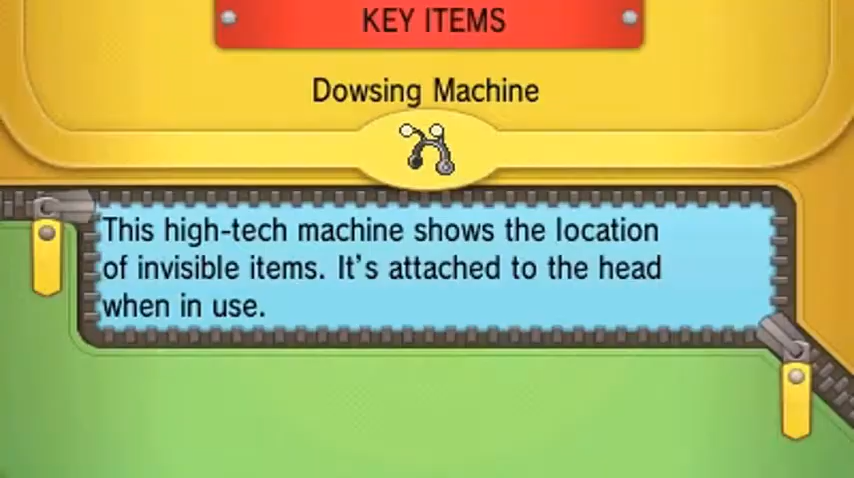 KEY ITEMS
Dowsing Machine
This high-tech machine shows the location
of invisible items. It's attached to the head
when in use.